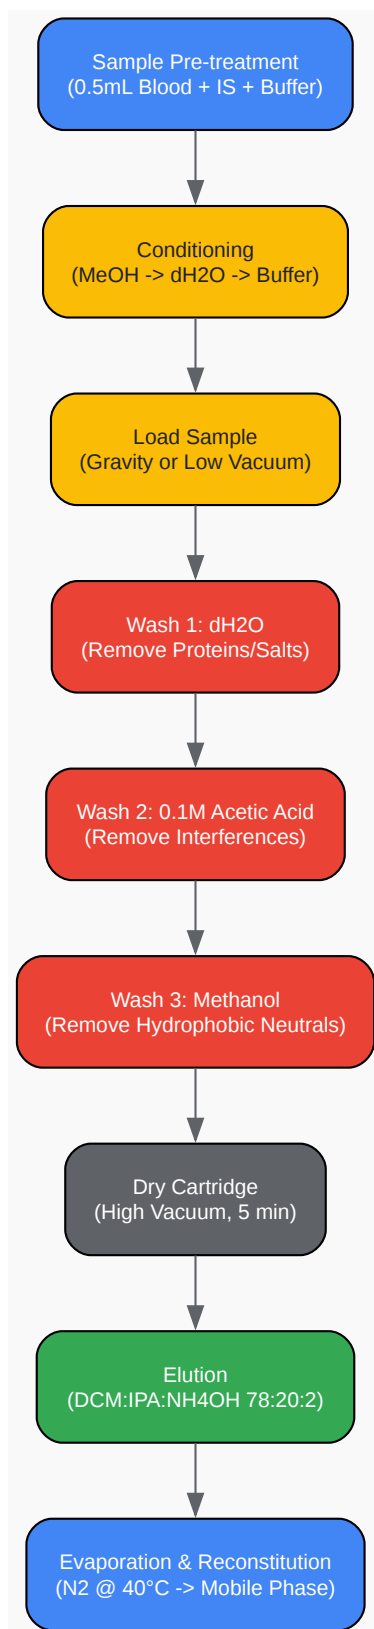 Sample Pre-treatment
(0.5mL Blood + IS + Buffer)
Conditioning
(MeOH -> dH2O -> Buffer)
Load Sample
(Gravity or Low Vacuum)
Wash 1: dH2O
(Remove Proteins/Salts)
Wash 2: 0.1M Acetic Acid
(Remove Interferences)
Wash 3: Methanol
(Remove Hydrophobic Neutrals)
Dry Cartridge
(High Vacuum, 5 min)
Elution
(DCM:IPA:NH4OH 78:20:2)
Evaporation & Reconstitution
(N2 @ 40°C -> Mobile Phase)